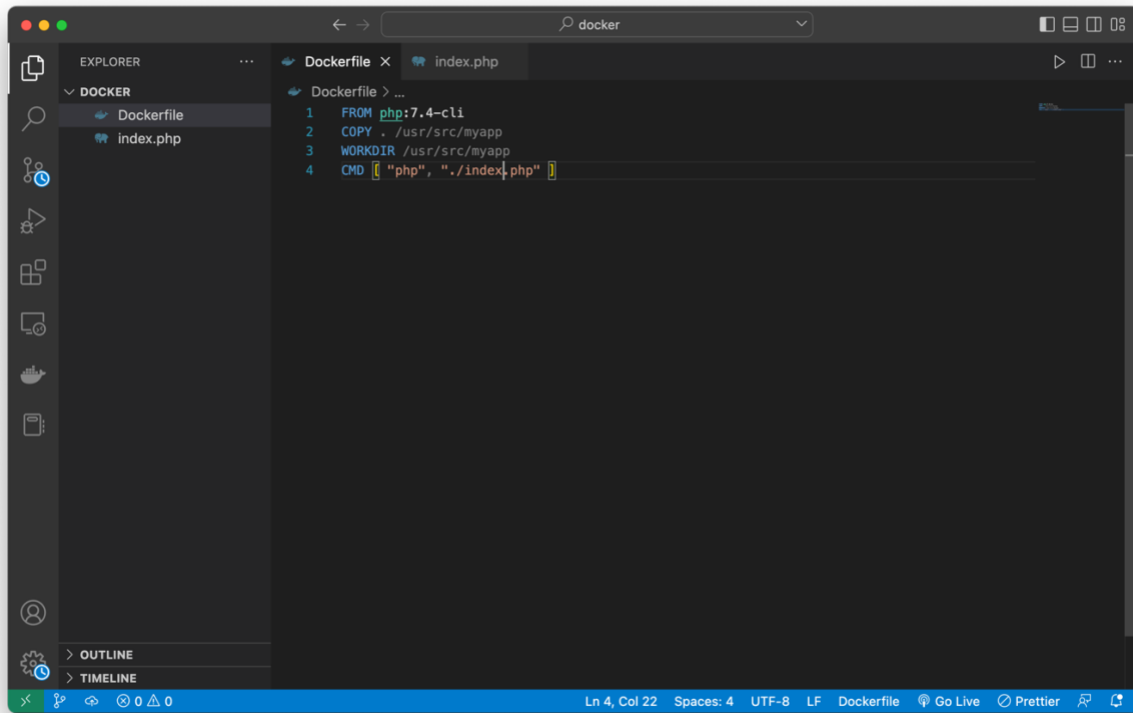 docker
EXPLORER
DOCKER
Dockerfile
index.php
OUTLINE
TIMELINE
Dockerfile
index.php
Dockerfile > ...
1 FROM php:7.4-cli
2 COPY . /usr/src/myapp
3 WORKDIR /usr/src/myapp
4 CMD [ "php", "./index.php" ]
0 0
Ln 4, Col 22 Spaces: 4 UTF-8 LF Dockerfile Go Live Prettier